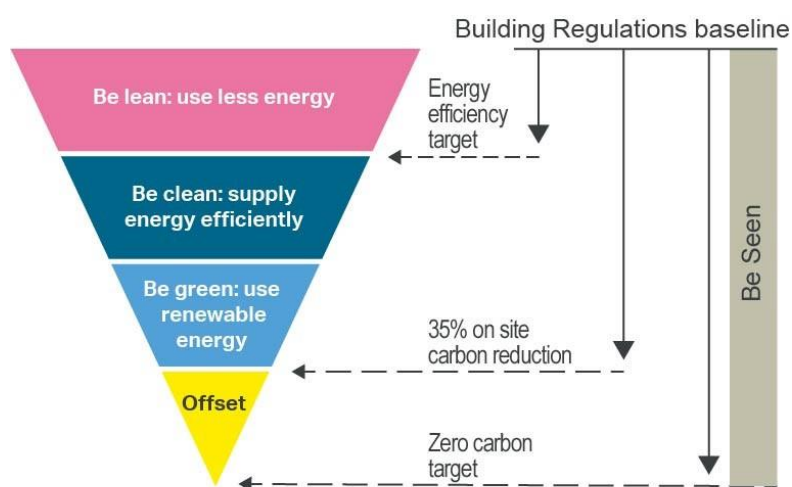 Building Regulations baseline
Be lean: use less energy
Energy
efficiency
target
Be clean: supply
energy efficiently
Be green: use
renewable
energy
35% on site
carbon reduction
Offset
Zero carbon
target
Be Seen